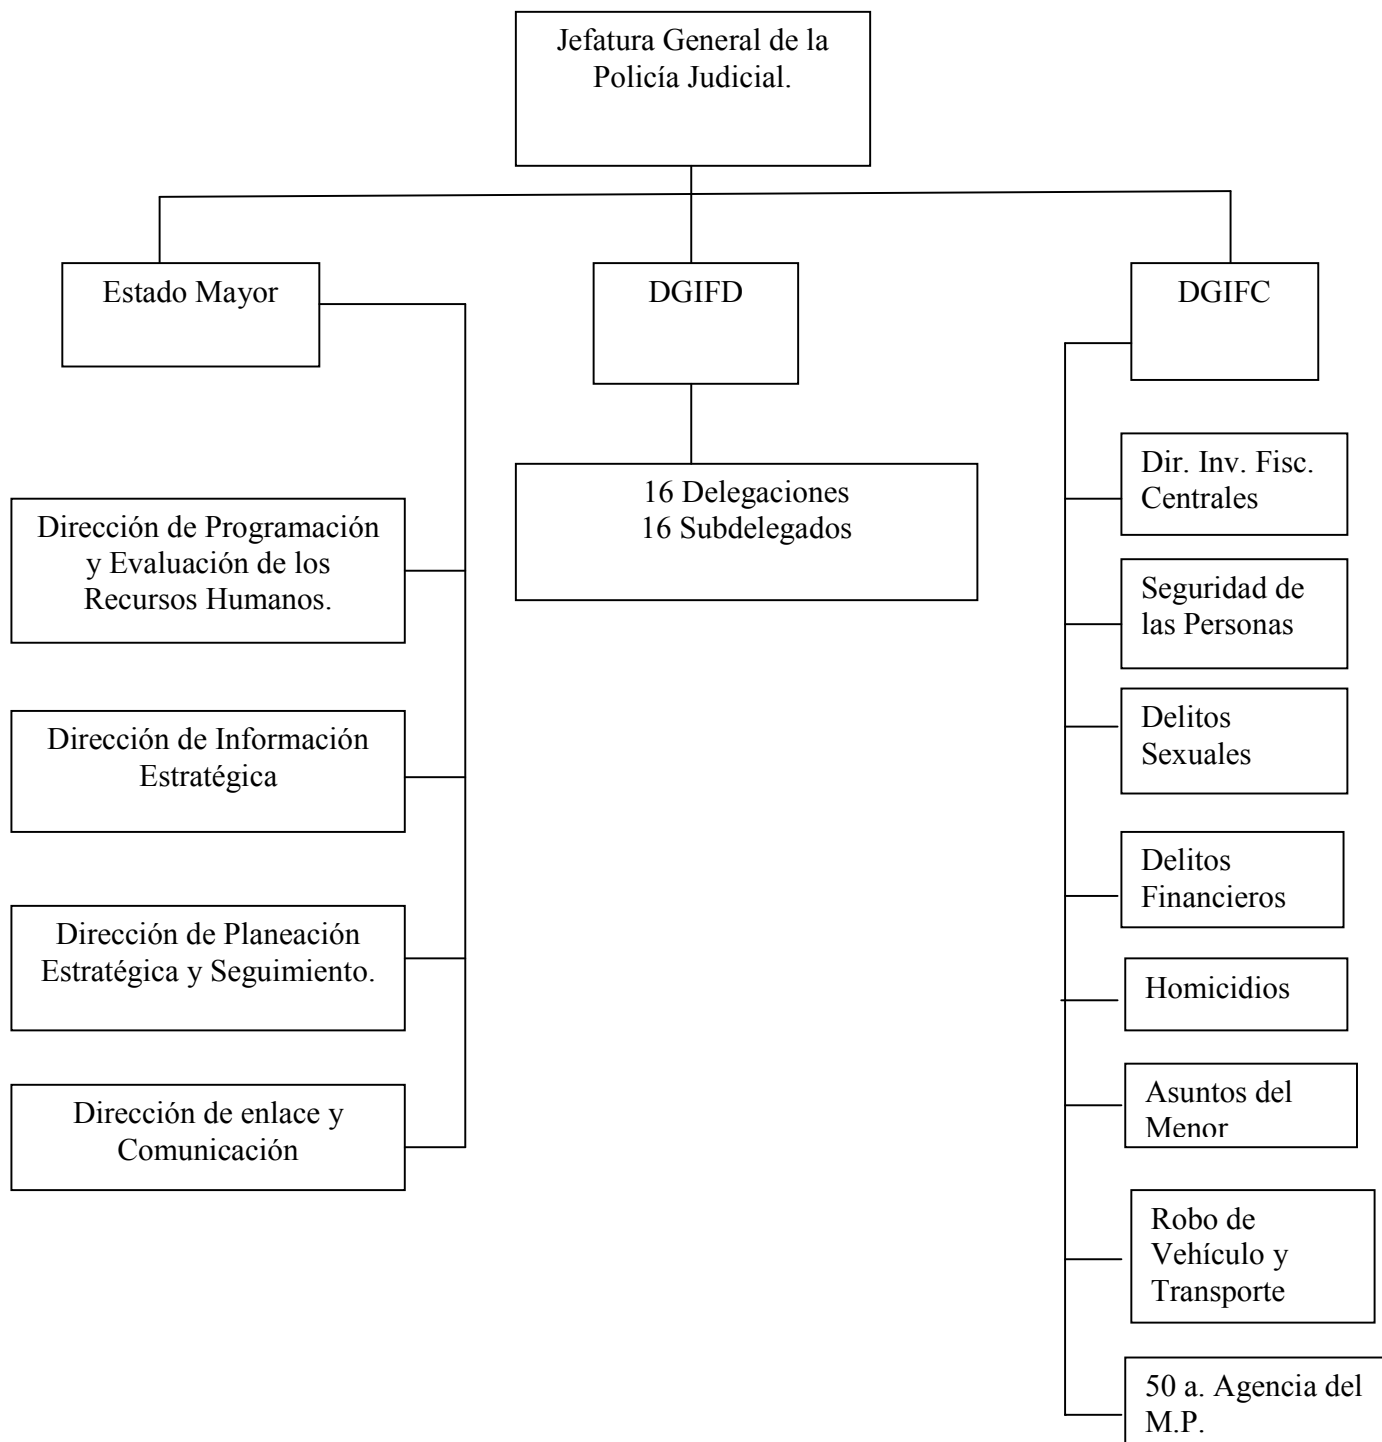 Jefatura General de la
Policía Judicial.
Estado Mayor
DGIFD
DGIFC
Dirección de Programación
y Evaluación de los
Recursos Humanos.
Dirección de Información
Estratégica
Dirección de Planeación
Estratégica y Seguimiento.
Dirección de enlace y
Comunicación
16 Delegaciones
16 Subdelegados
Dir. Inv. Fisc.
Centrales
Seguridad de
las Personas
Delitos
Sexuales
Delitos
Financieros
Homicidios
Asuntos del
Menor
Robo de
Vehículo y
Transporte
50 a. Agencia del
M.P.